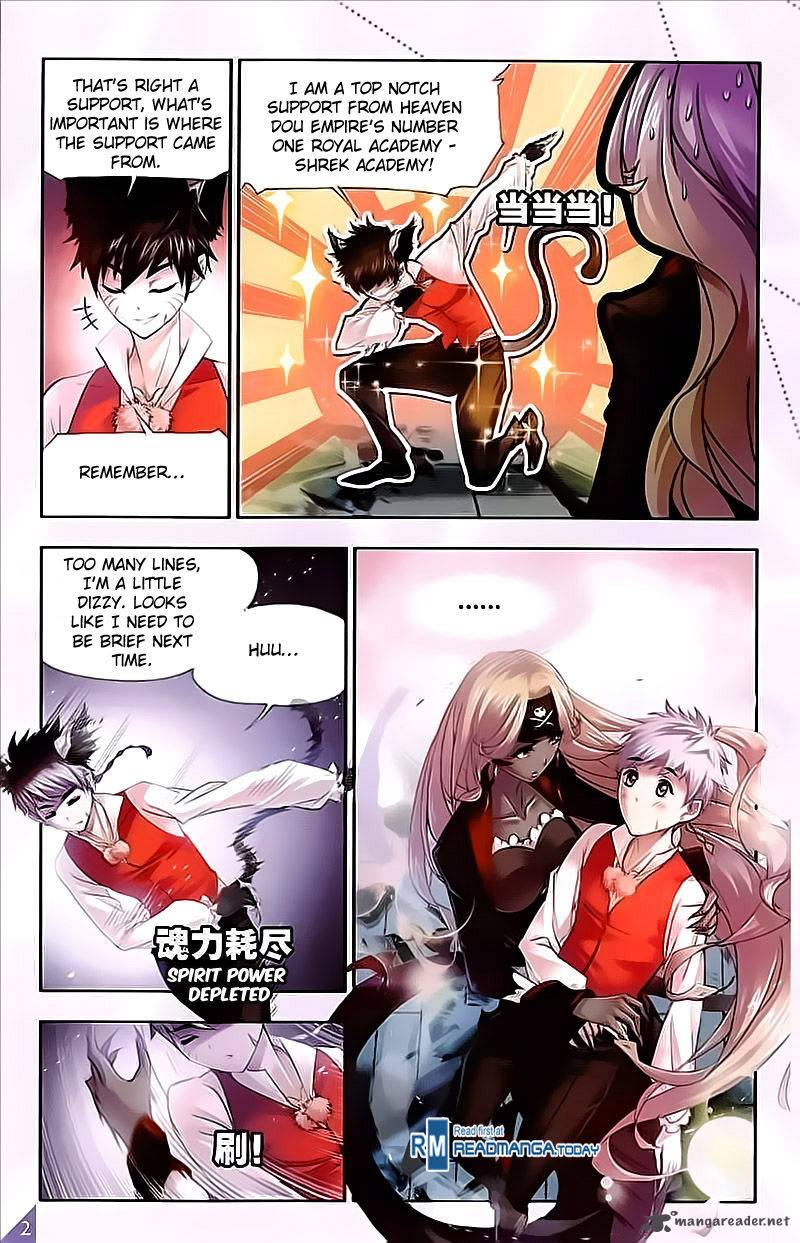 THAT'S RIGHT A
SUPPORT, WHAT'S
IMPORTANT IS WHERE
THE SUPPORT CAME
FROM.
REMEMBER...
I AM A TOP NOTCH
SUPPORT FROM HEAVEN
DOU EMPIRE'S NUMBER
ONE ROYAL ACADEMY -
SHREK ACADEMY!
当当当!
TOO MANY LINES,
I'M A LITTLE
DIZZY. LOOKS
LIKE I NEED TO
BE BRIEF NEXT
TIME.
HUU...
魂力耗尽
SPIRIT POWER
DEPLETED
......
刷!
RM
Read first at
READMANGA.TODAY
2
mangareader.net